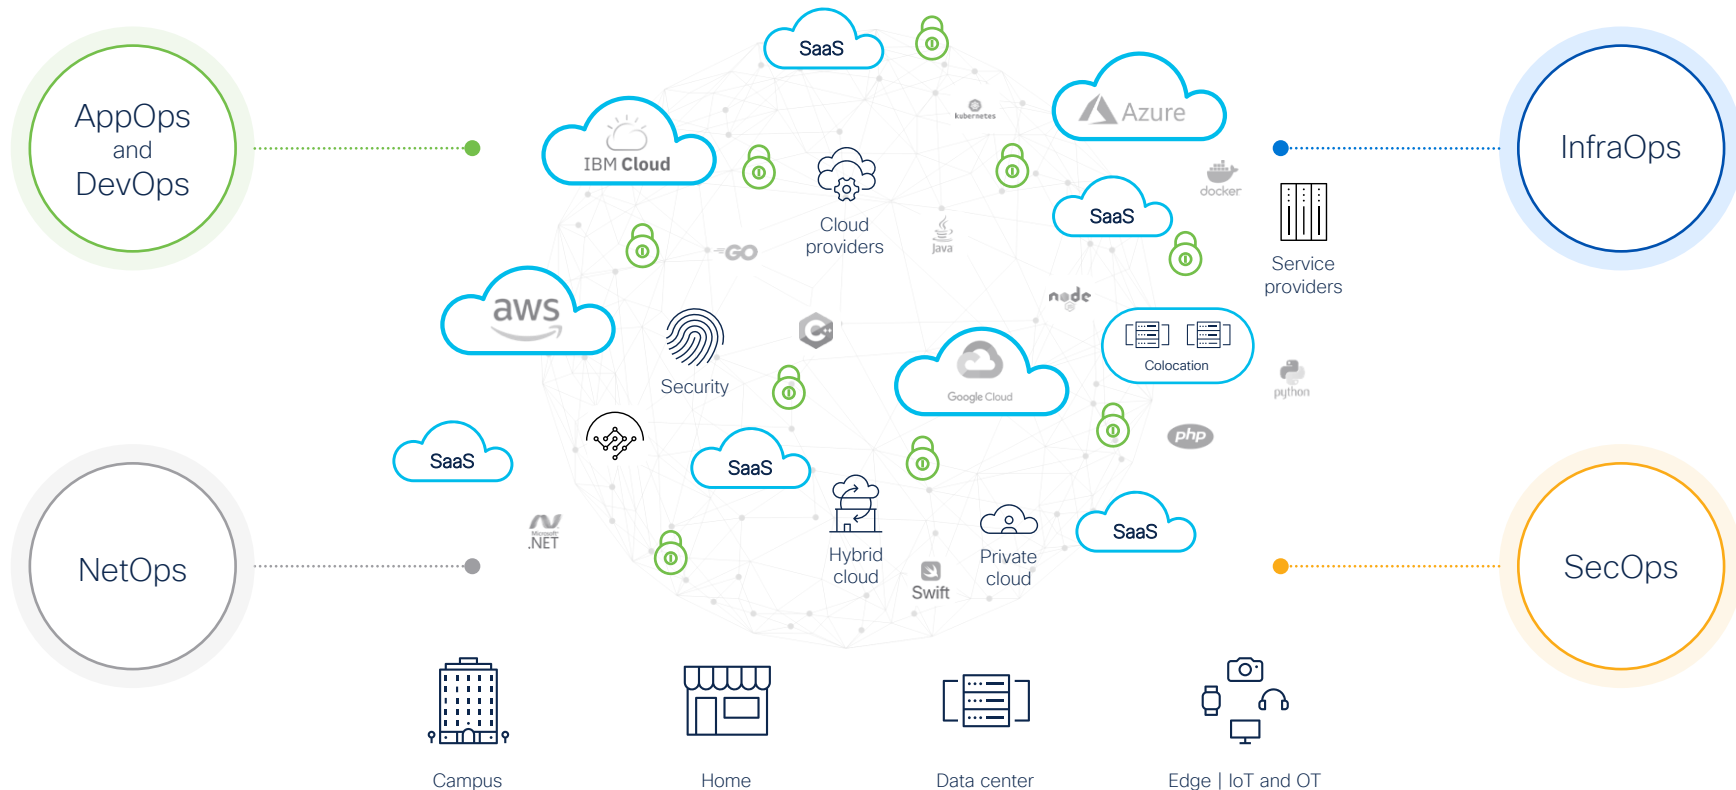 SaaS
AppOps
and
DevOps
kubernetes
Azure
IBM Cloud
InfraOps
docker
SaaS
Cloud
providers
Java
GO
Service
providers
node
JS
aws
C++
Colocation
Security
Google Cloud
python
php
SaaS
SaaS
Microsoft
.NET
SaaS
Hybrid
cloud
Private
cloud
Swift
NetOps
SecOps
Campus
Home
Data center
Edge | IoT and OT